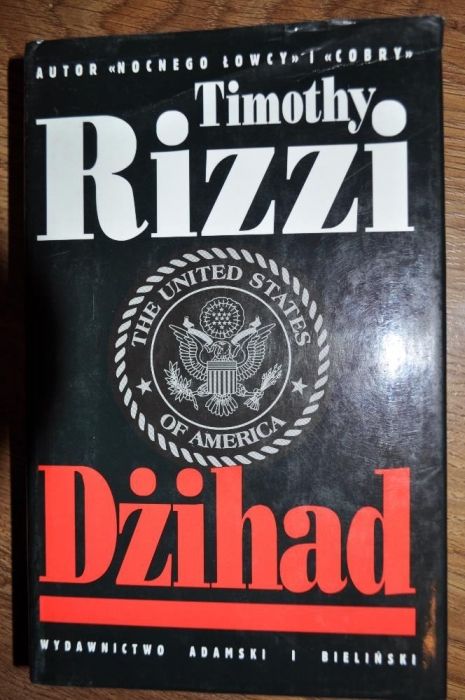 AUTOR «NOCNEGO ŁOWCY» I «COBRY»
Timothy
Rizzi
THE UNITED STATES
OF AMERICA
Dżihad
WYDAWNICTWO ADAMSKI I BIELIŃSKI